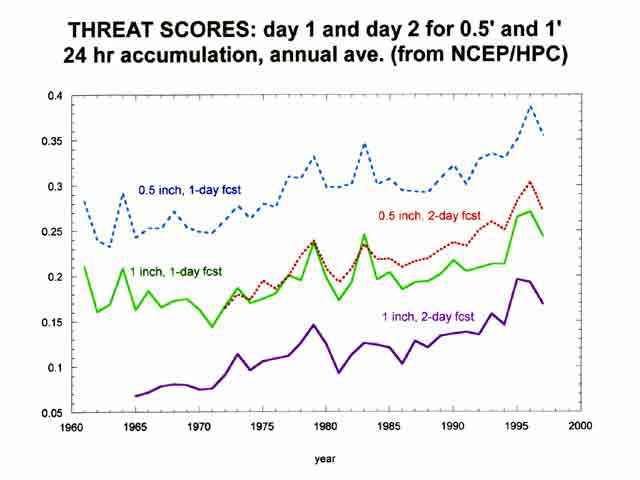 THREAT SCORES: day 1 and day 2 for 0.5' and 1'
24 hr accumulation, annual ave. (from NCEP/HPC)
0.4
0.35
0.3
0.25
0.2
0.15
0.1
0.05
0.5 inch, 1-day fcst
0.5 inch, 2-day fcst
1 inch, 1-day fcst
1 inch, 2-day fcst
1960 1965 1970 1975 1980 1985 1990 1995 2000
year